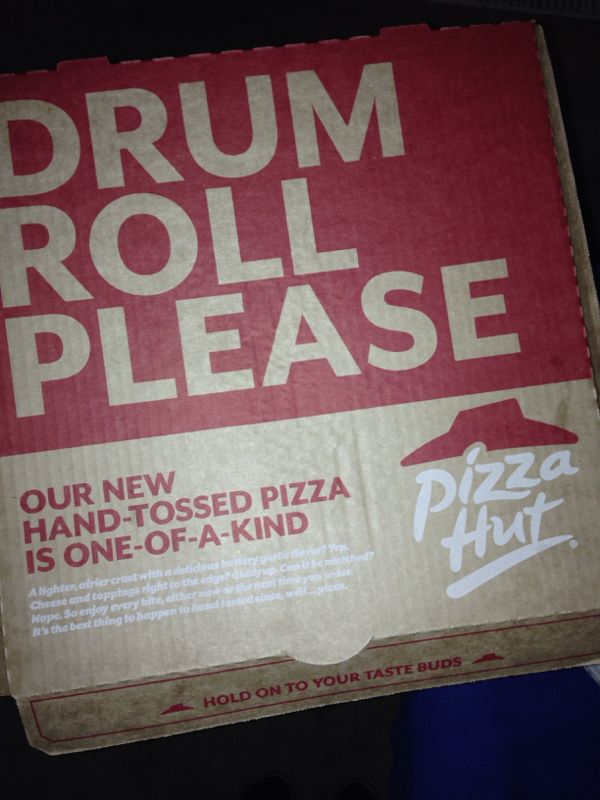 DRUM
ROLL
PLEASE
OUR NEW
HAND-TOSSED PIZZA
IS ONE-OF-A-KIND
A lighter, airier crust with a delicious buttery garlic flavor? Yep.
Cheese and toppings right to the edge? Giddyup. Can it be matched?
Nope. So enjoy every bite, either now or the next time you order.
It's the best thing to happen to hand tossed since, well... pizza.
Pizza
Hut
HOLD ON TO YOUR TASTE BUDS